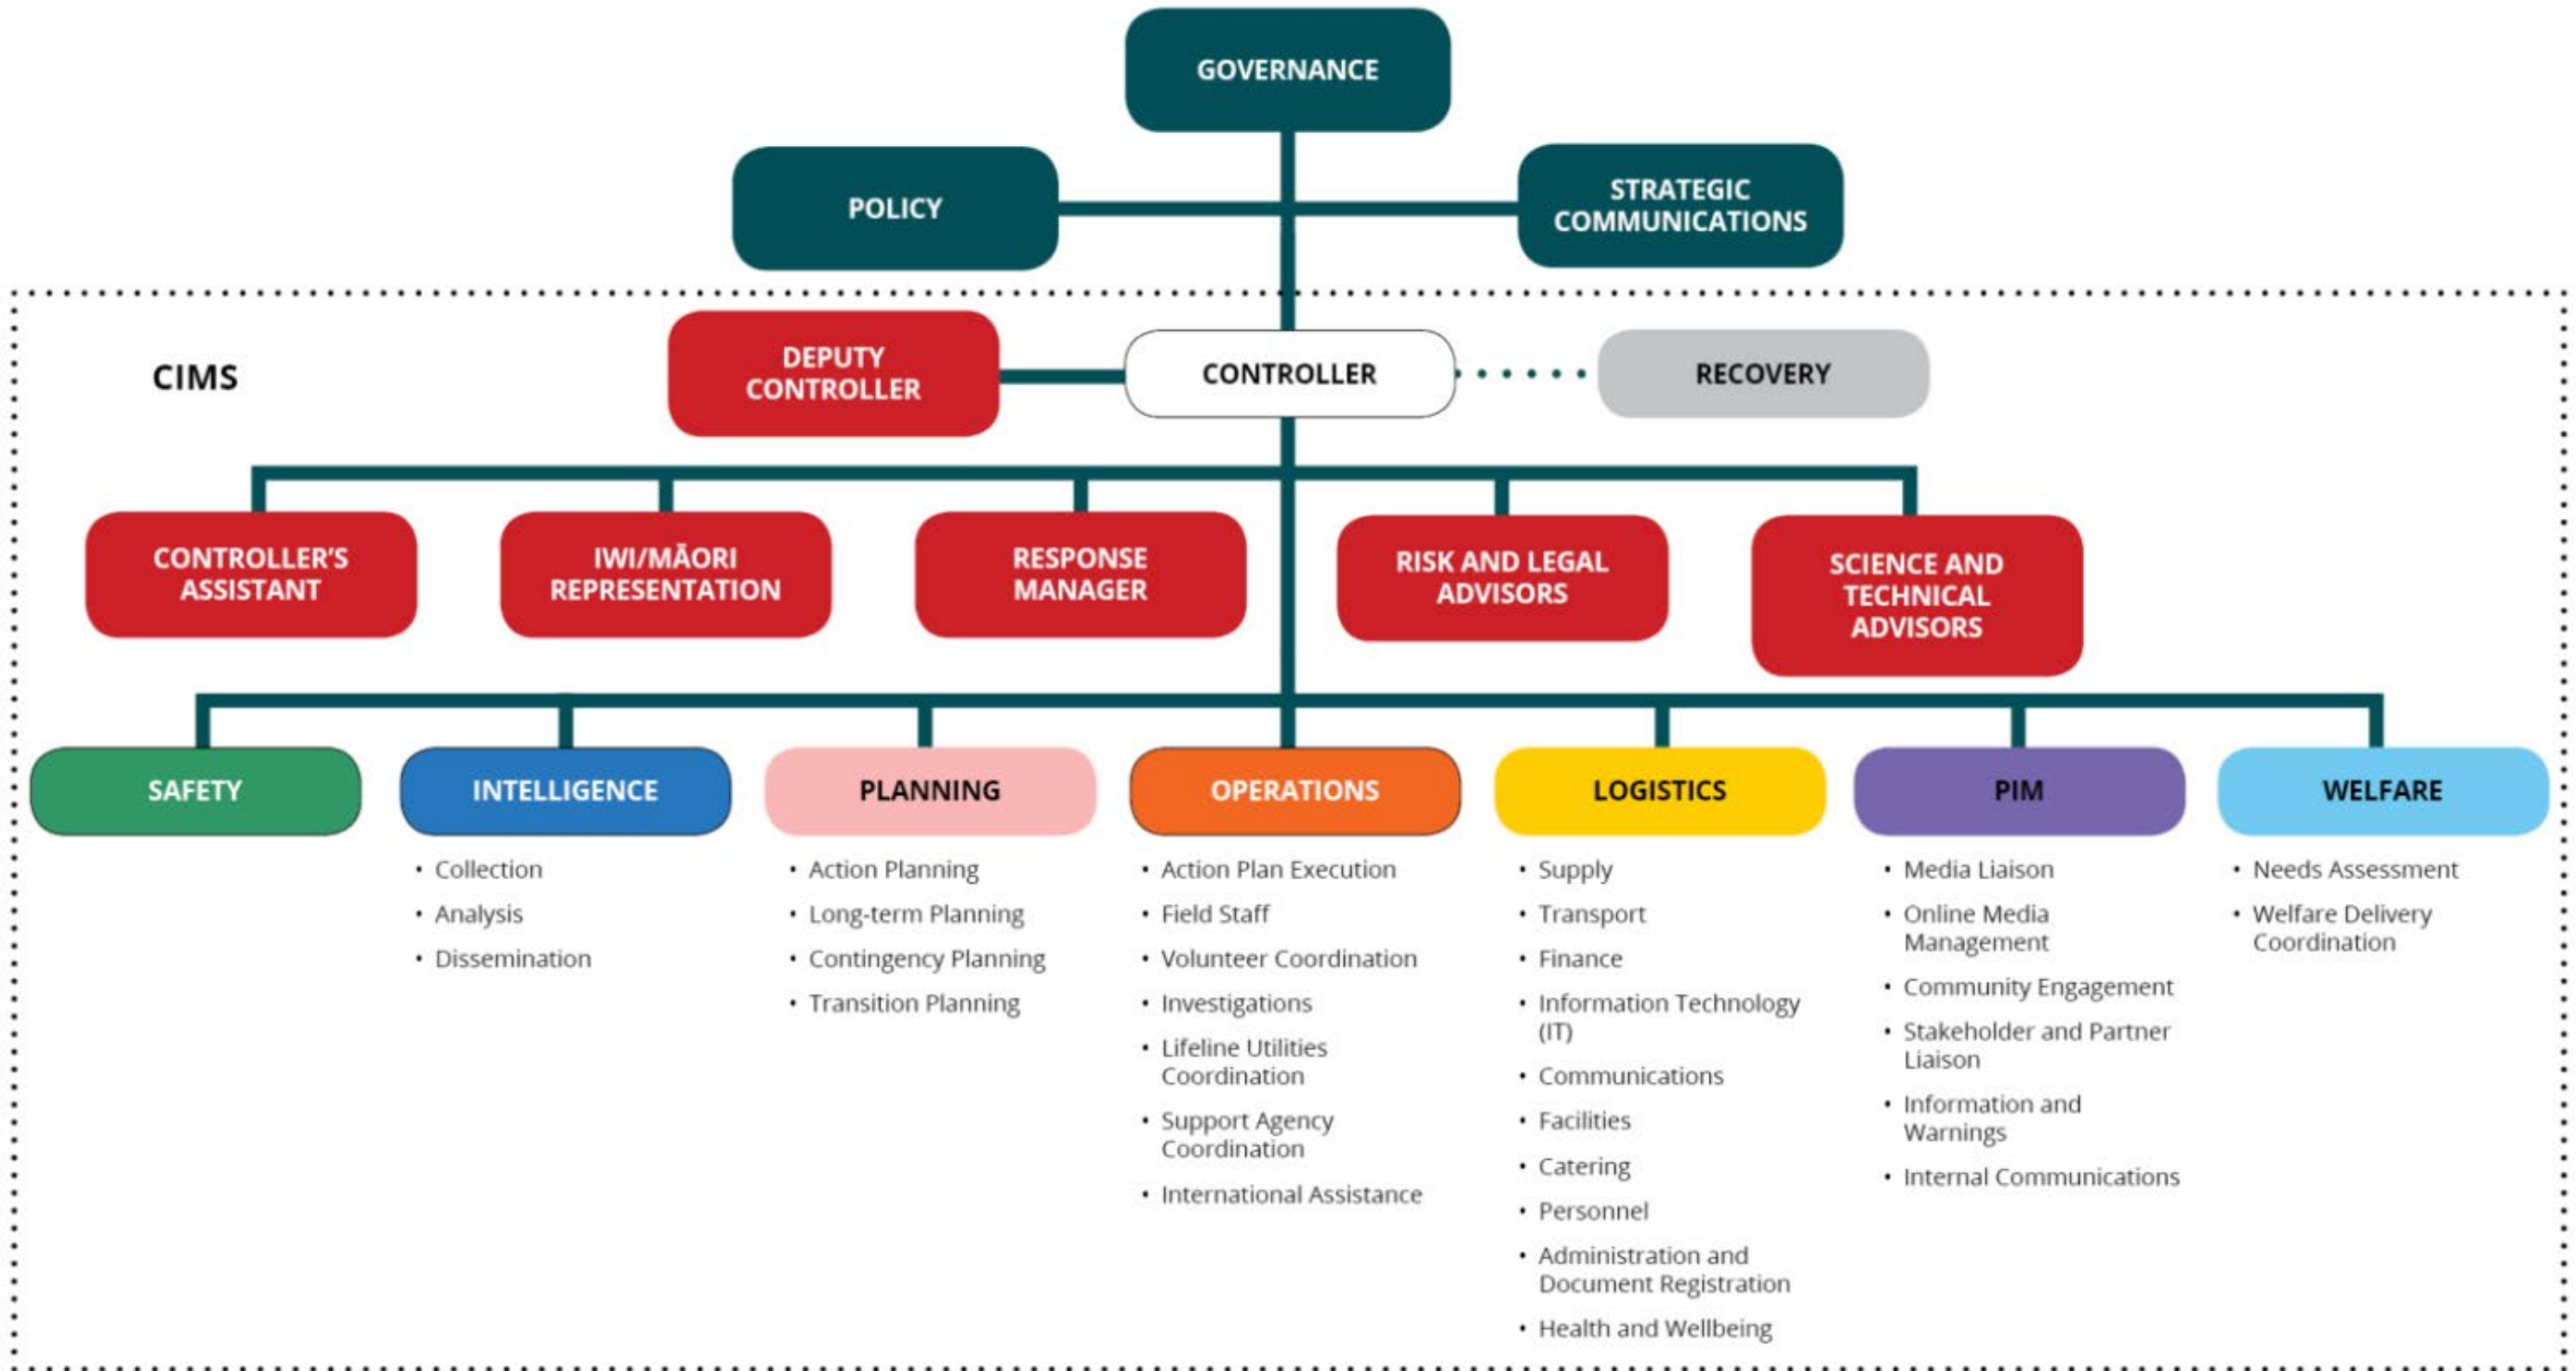 GOVERNANCE
POLICY
STRATEGIC
COMMUNICATIONS
CIMS
DEPUTY
CONTROLLER
CONTROLLER
RECOVERY
CONTROLLER’S
ASSISTANT
IWI/MĀORI
REPRESENTATION
RESPONSE
MANAGER
RISK AND LEGAL
ADVISORS
SCIENCE AND
TECHNICAL
ADVISORS
SAFETY
INTELLIGENCE
• Collection
• Analysis
• Dissemination
PLANNING
• Action Planning
• Long-term Planning
• Contingency Planning
• Transition Planning
OPERATIONS
• Action Plan Execution
• Field Staff
• Volunteer Coordination
• Investigations
• Lifeline Utilities
Coordination
• Support Agency
Coordination
• International Assistance
LOGISTICS
• Supply
• Transport
• Finance
• Information Technology
(IT)
• Communications
• Facilities
• Catering
• Personnel
• Administration and
Document Registration
• Health and Wellbeing
PIM
• Media Liaison
• Online Media
Management
• Community Engagement
• Stakeholder and Partner
Liaison
• Information and
Warnings
• Internal Communications
WELFARE
• Needs Assessment
• Welfare Delivery
Coordination